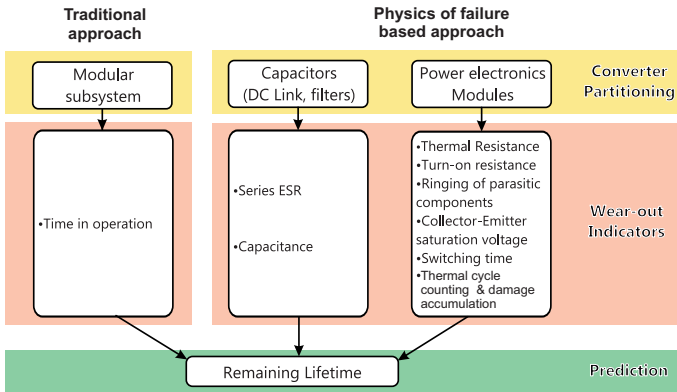 Traditional
approach
Physics of failure
based approach
Modular
subsystem
Capacitors
(DC Link, filters)
Power electronics
Modules
Converter
Partitioning
•Time in operation
•Series ESR
•Capacitance
•Thermal Resistance
•Turn-on resistance
•Ringing of parasitic
components
•Collector-Emitter
saturation voltage
•Switching time
•Thermal cycle
counting & damage
accumulation
Wear-out
Indicators
Remaining Lifetime
Prediction